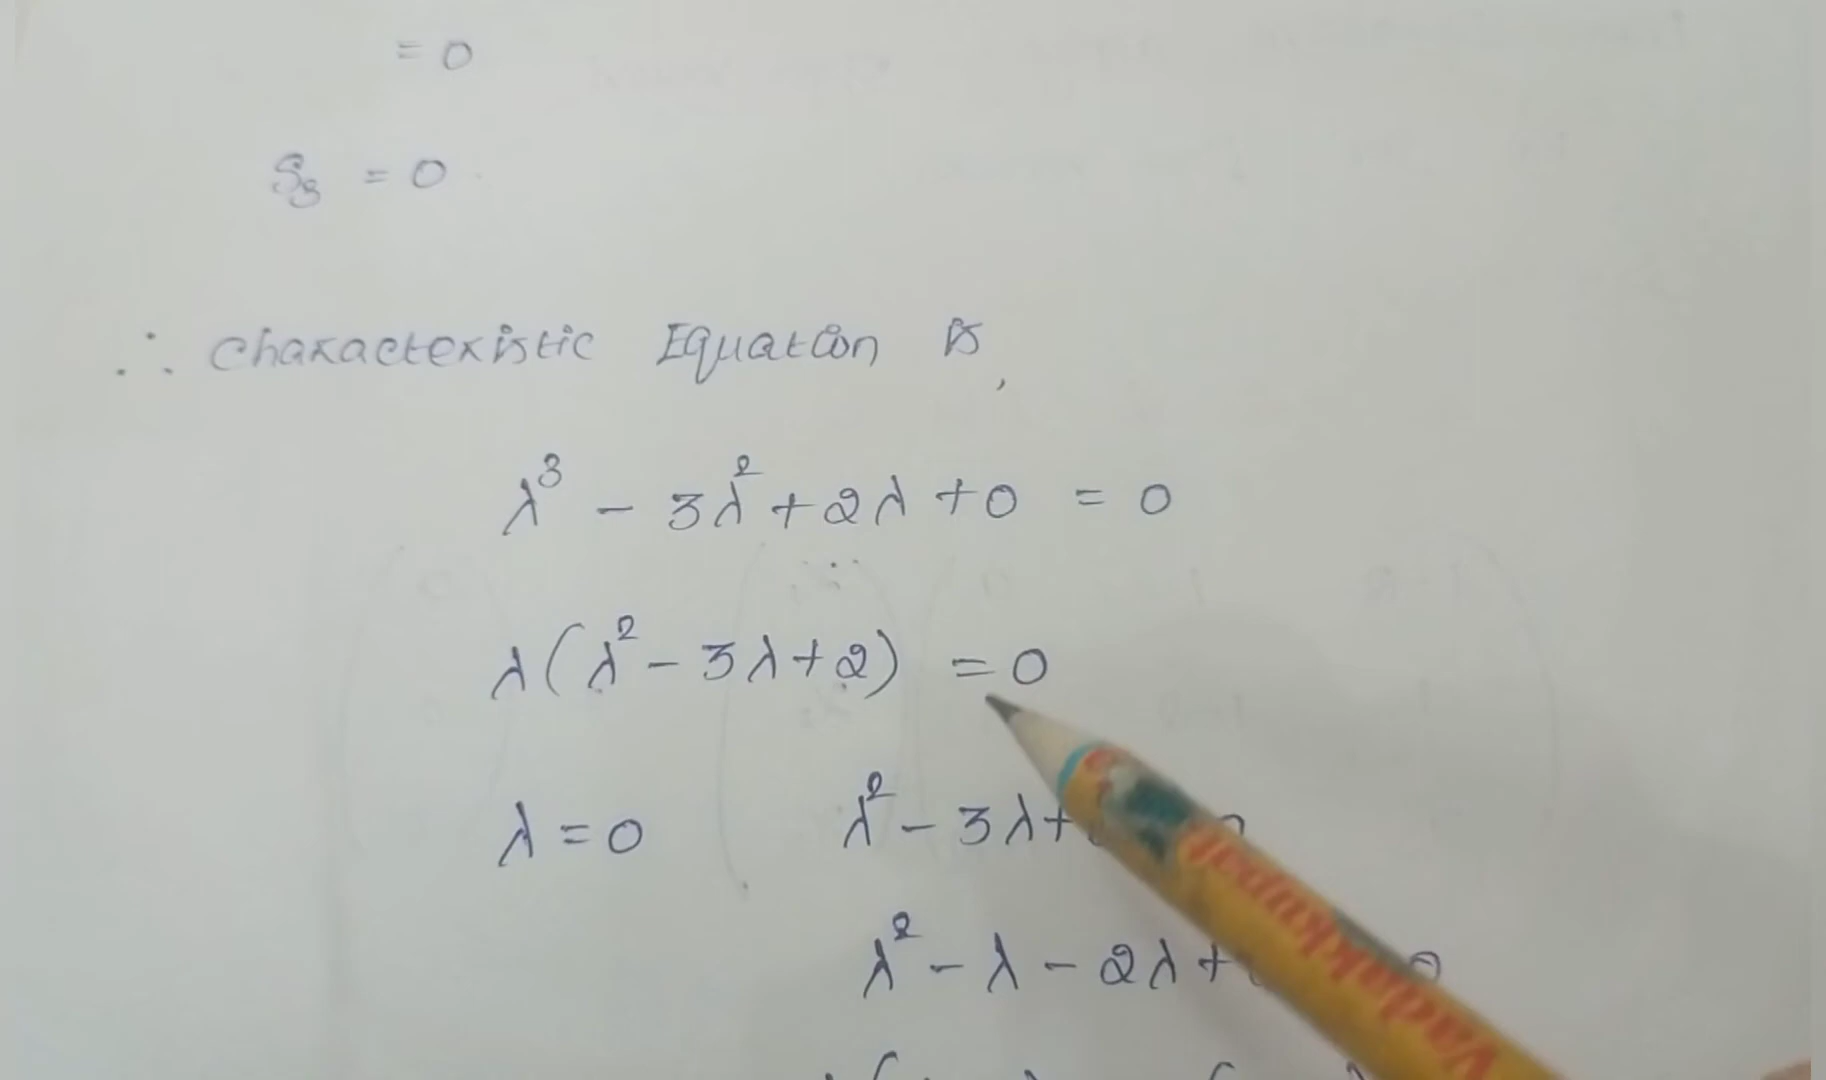 = 0
S₃ = 0
∴ Characteristic Equation is,
λ³ - 3λ² + 2λ + 0 = 0
λ(λ² - 3λ + 2) = 0
λ = 0 λ² - 3λ +
λ² - λ - 2λ +